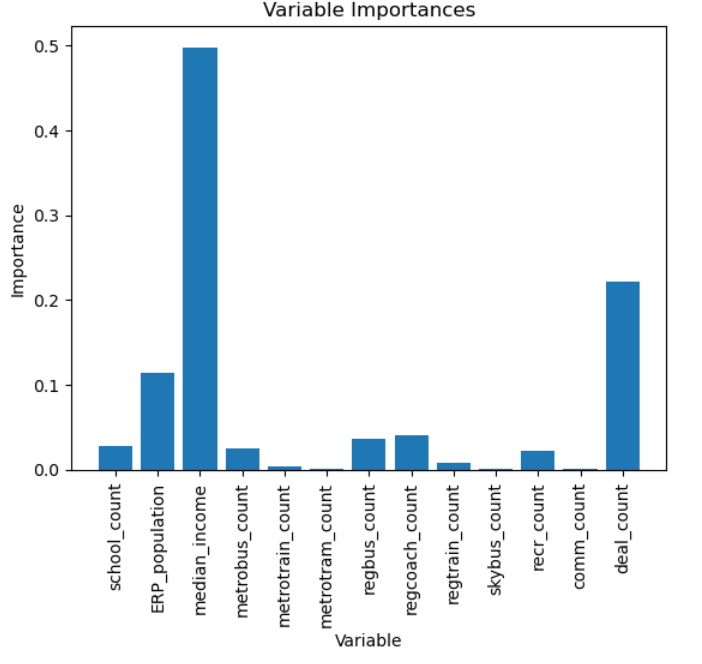 Variable Importances
Importance
0.5
0.4
0.3
0.2
0.1
0.0
school_count
ERP_population
median_income
metrobus_count
metrotrain_count
metrotram_count
regbus_count
regcoach_count
regtrain_count
skybus_count
recr_count
comm_count
deal_count
Variable